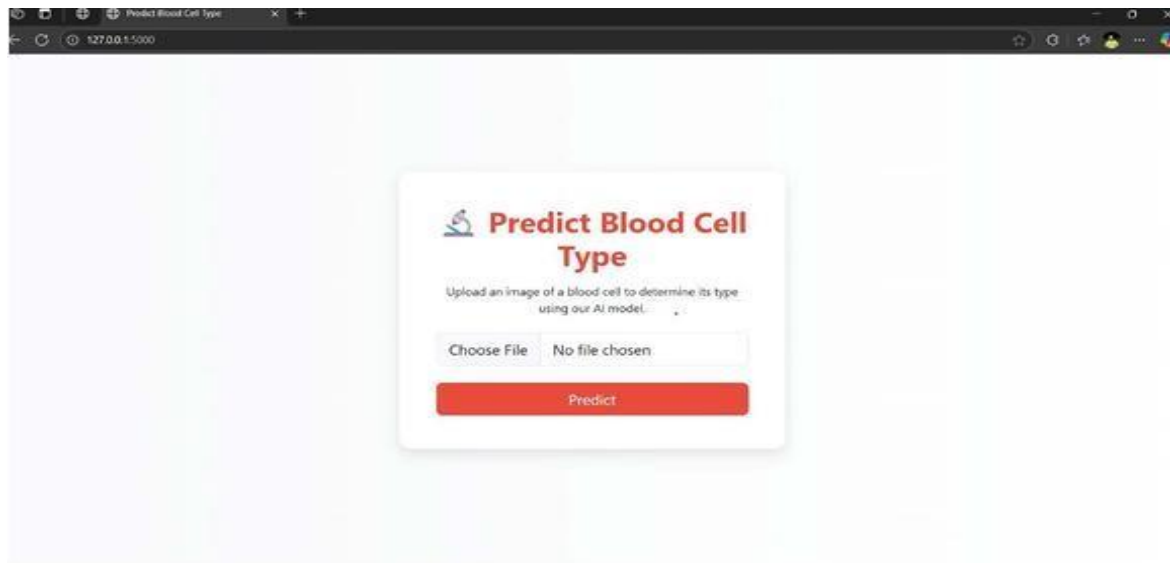 Predict Blood Cell Type
127.0.0.1:5000
Predict Blood Cell
Type
Upload an image of a blood cell to determine its type
using our AI model.
Choose File No file chosen
Predict